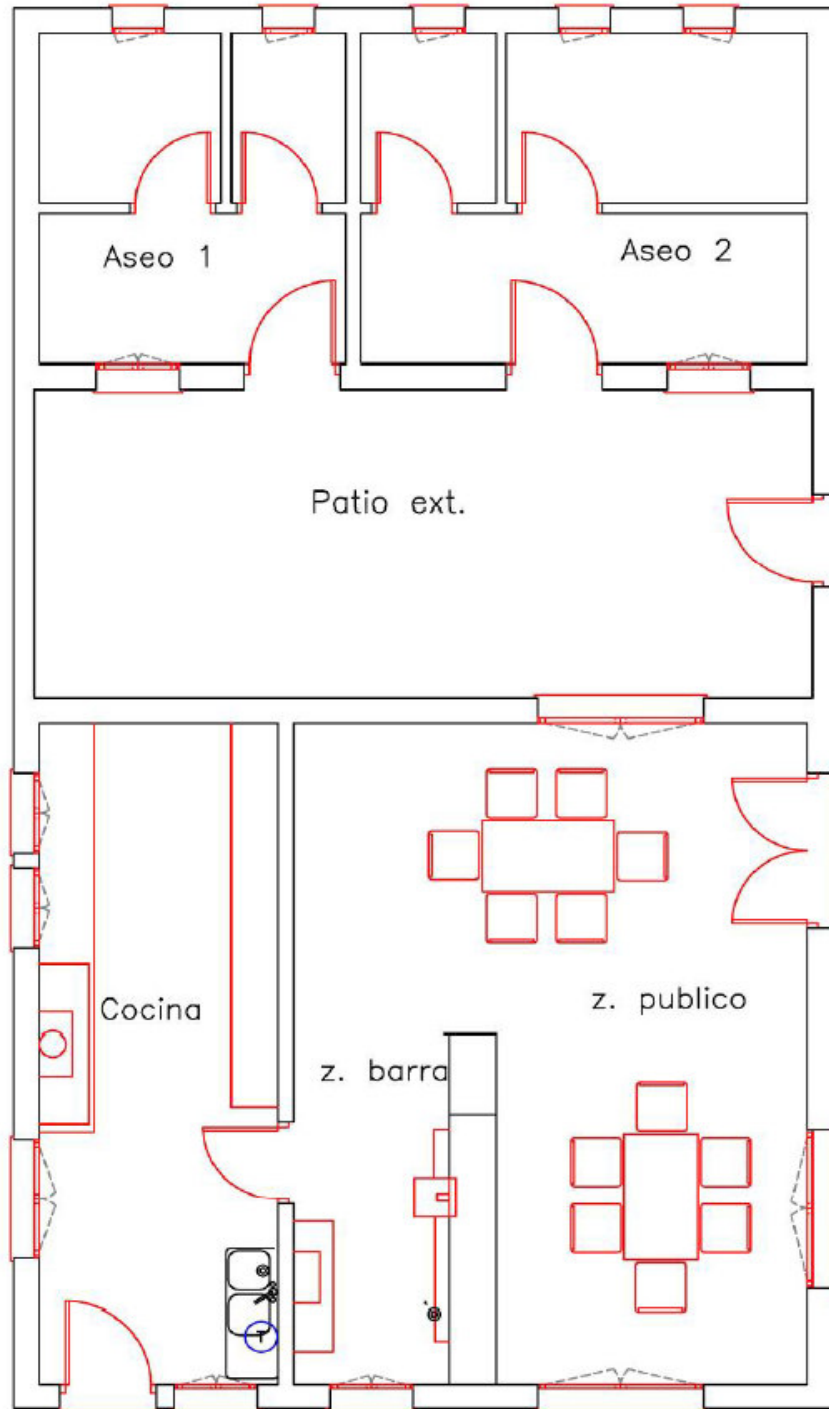 Aseo 1
Aseo 2
Patio ext.
Cocina
z. publico
z. barra
T